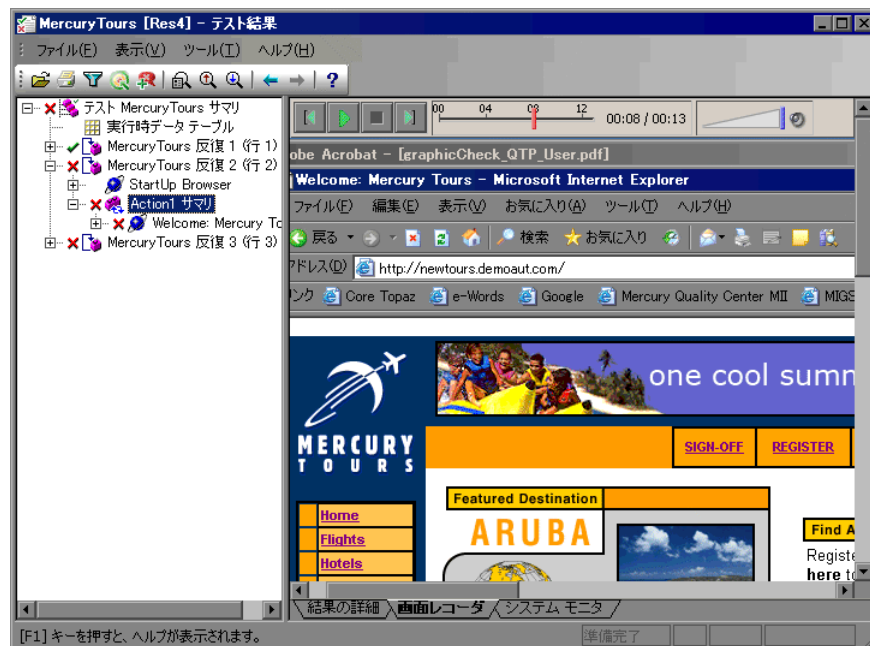 MercuryTours [Res4] - テスト結果
ファイル(F) 表示(V) ツール(T) ヘルプ(H)
テスト MercuryTours サマリ
実行時データ テーブル
MercuryTours 反復 1 (行 1)
MercuryTours 反復 2 (行 2)
StartUp Browser
Action1 サマリ
Welcome: Mercury To
MercuryTours 反復 3 (行 3)
00 04 08 12
00:08 / 00:13
obe Acrobat - [graphicCheck_QTP_User.pdf]
Welcome: Mercury Tours - Microsoft Internet Explorer
ファイル(F) 編集(E) 表示(V) お気に入り(A) ツール(T) ヘルプ(H)
戻る 検索 お気に入り
アドレス(D) http://newtours.demoaut.com/
リンク Core Topaz e-Words Google Mercury Quality Center MII MIGS
one cool summ
MERCURY
TOURS
SIGN-OFF REGISTER
Home
Flights
Hotels
Featured Destination
ARUBA
Find A
Registe
here to
結果の詳細 画面レコーダ システム モニタ
[F1] キーを押すと、ヘルプが表示されます。
準備完了